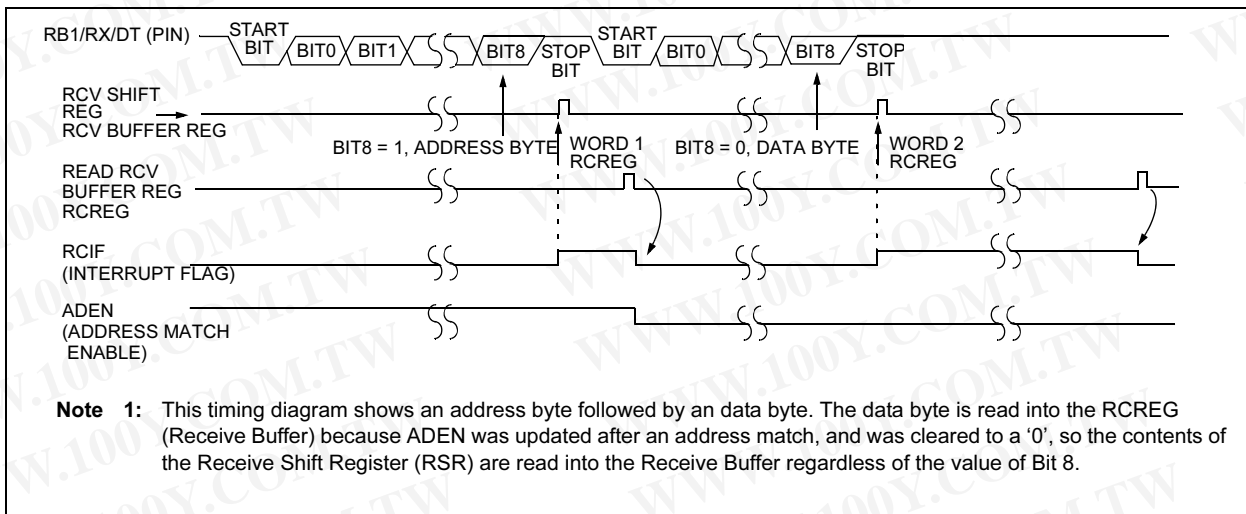 RB1/RX/DT (PIN)
START
BIT
BIT0
BIT1
BIT8
STOP
BIT
START
BIT
BIT0
BIT8
STOP
BIT
RCV SHIFT
REG
RCV BUFFER REG
BIT8 = 1, ADDRESS BYTE
WORD 1
RCREG
BIT8 = 0, DATA BYTE
WORD 2
RCREG
READ RCV
BUFFER REG
RCREG
RCIF
(INTERRUPT FLAG)
ADEN
(ADDRESS MATCH
ENABLE)
Note 1: This timing diagram shows an address byte followed by an data byte. The data byte is read into the RCREG
(Receive Buffer) because ADEN was updated after an address match, and was cleared to a ‘0’, so the contents of
the Receive Shift Register (RSR) are read into the Receive Buffer regardless of the value of Bit 8.
WWW.100Y.COM.TW